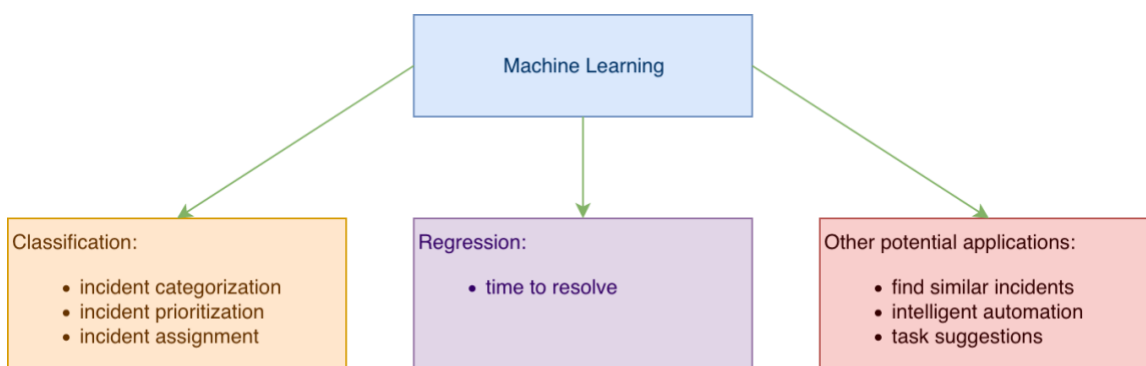 Machine Learning
Classification:
• incident categorization
• incident prioritization
• incident assignment
Regression:
• time to resolve
Other potential applications:
• find similar incidents
• intelligent automation
• task suggestions